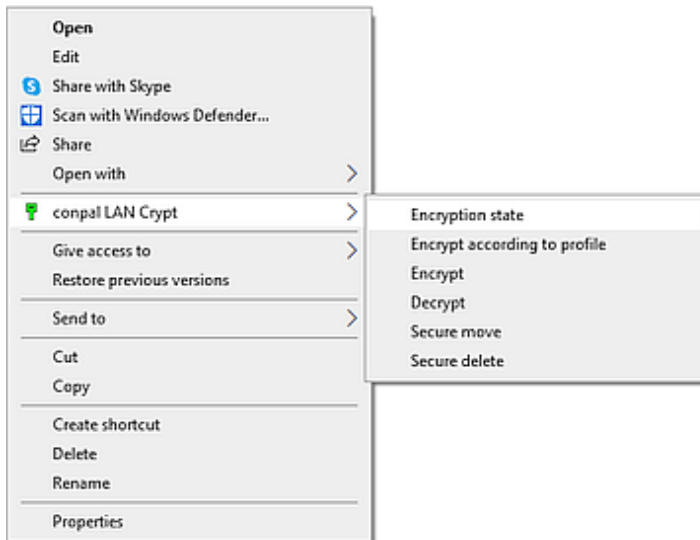 Open
Edit
Share with Skype
Scan with Windows Defender...
Share
Open with
conpal LAN Crypt
Give access to
Restore previous versions
Send to
Cut
Copy
Create shortcut
Delete
Rename
Properties
Encryption state
Encrypt according to profile
Encrypt
Decrypt
Secure move
Secure delete